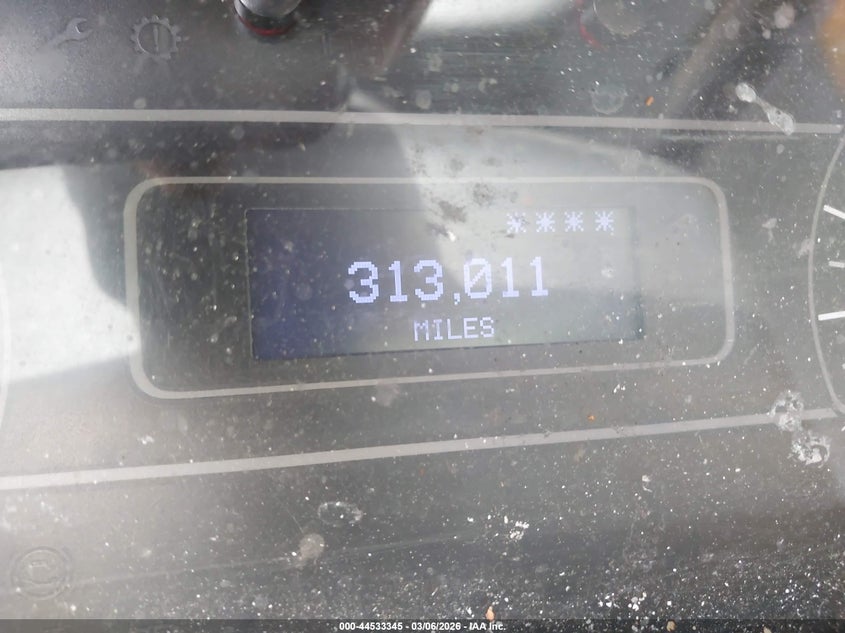 ****
313,011
MILES
000-44533345 - 03/06/2026 - IAA Inc.